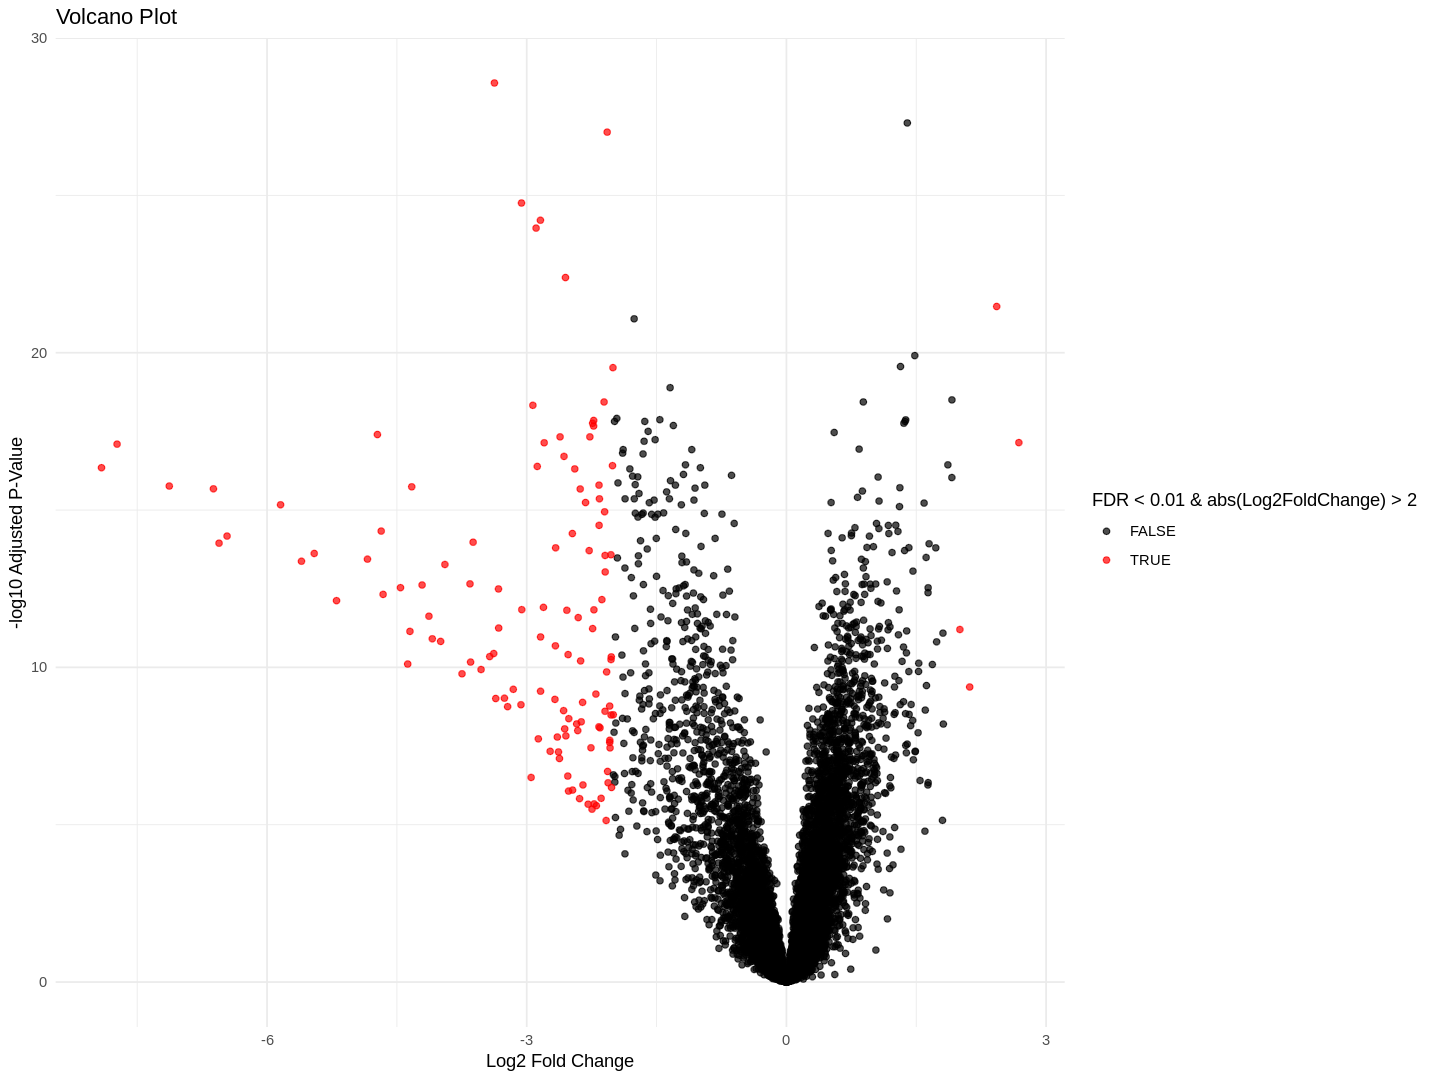 Volcano Plot
30
20
10
0
-log10 Adjusted P-Value
-6
-3
0
3
Log2 Fold Change
FDR < 0.01 & abs(Log2FoldChange) > 2
FALSE
TRUE